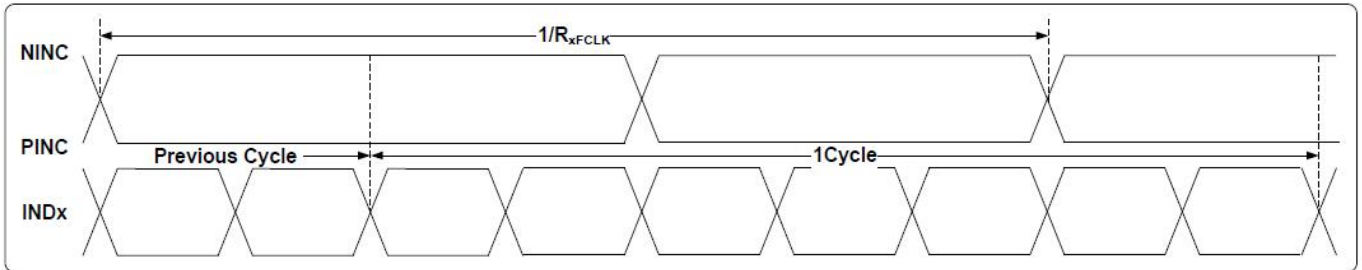 1/RxFCLK
NINC
PINC
Previous Cycle
1Cycle
INDx